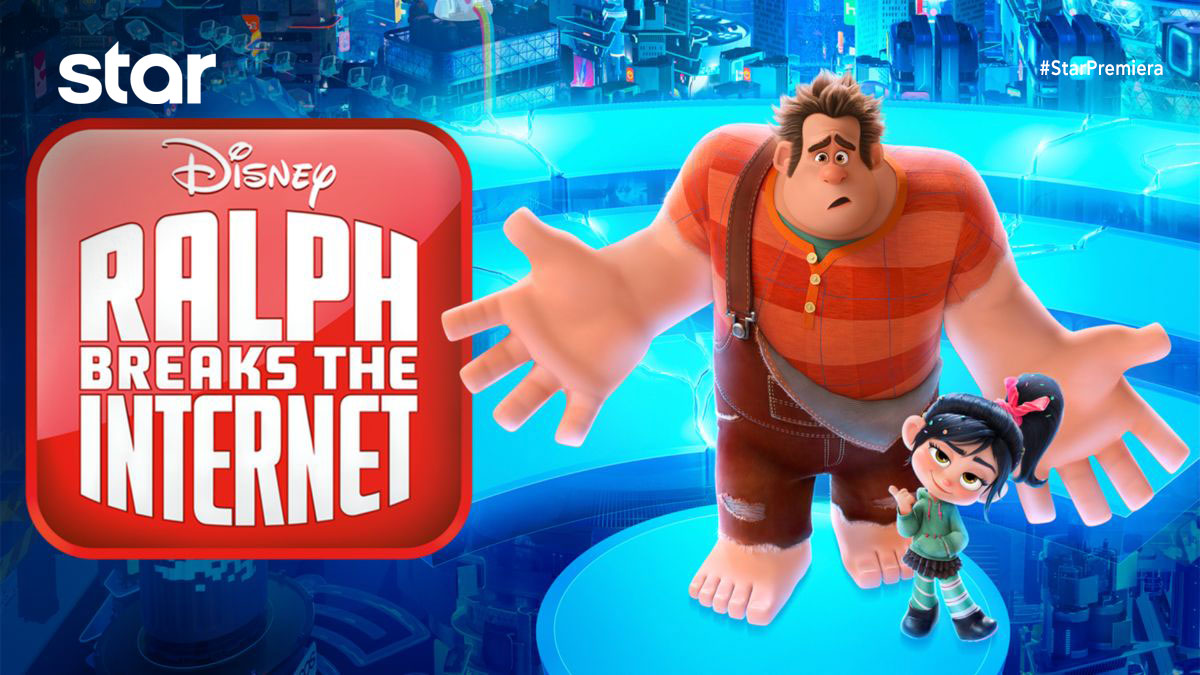 star
#StarPremiera
Disney
RALPH
BREAKS THE
INTERNET